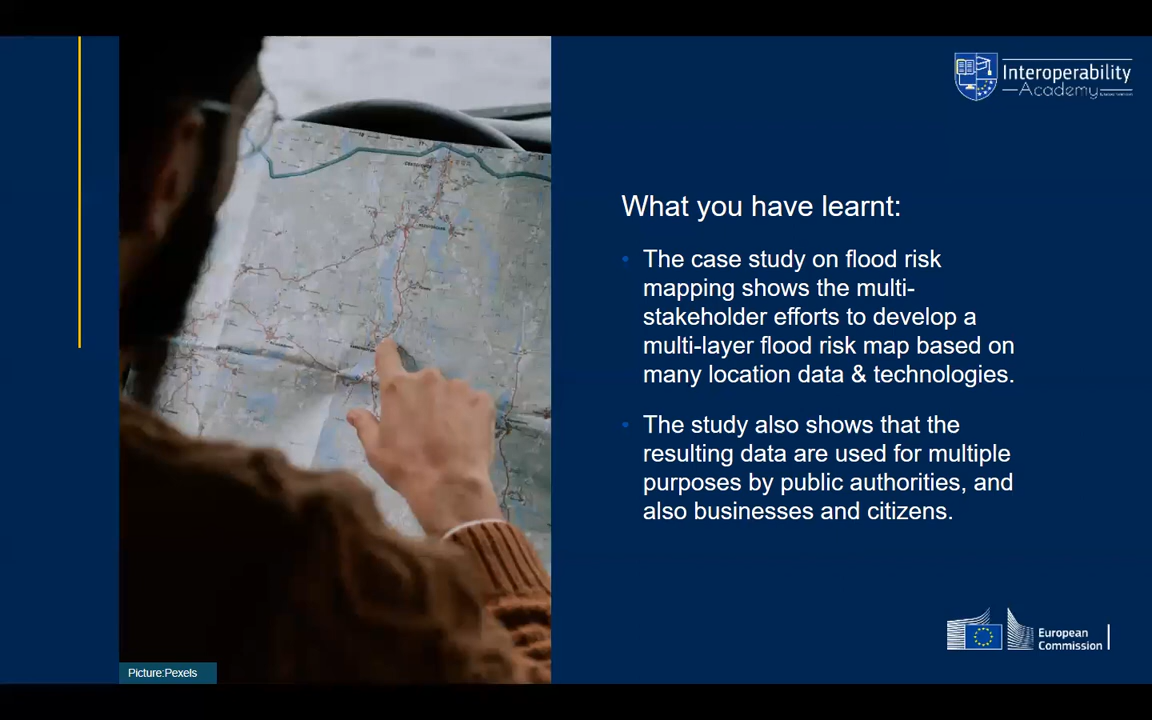 Interoperability
Academy
What you have learnt:
• The case study on flood risk
mapping shows the multi-
stakeholder efforts to develop a
multi-layer flood risk map based on
many location data & technologies.
• The study also shows that the
resulting data are used for multiple
purposes by public authorities, and
also businesses and citizens.
European
Commission
Picture:Pexels